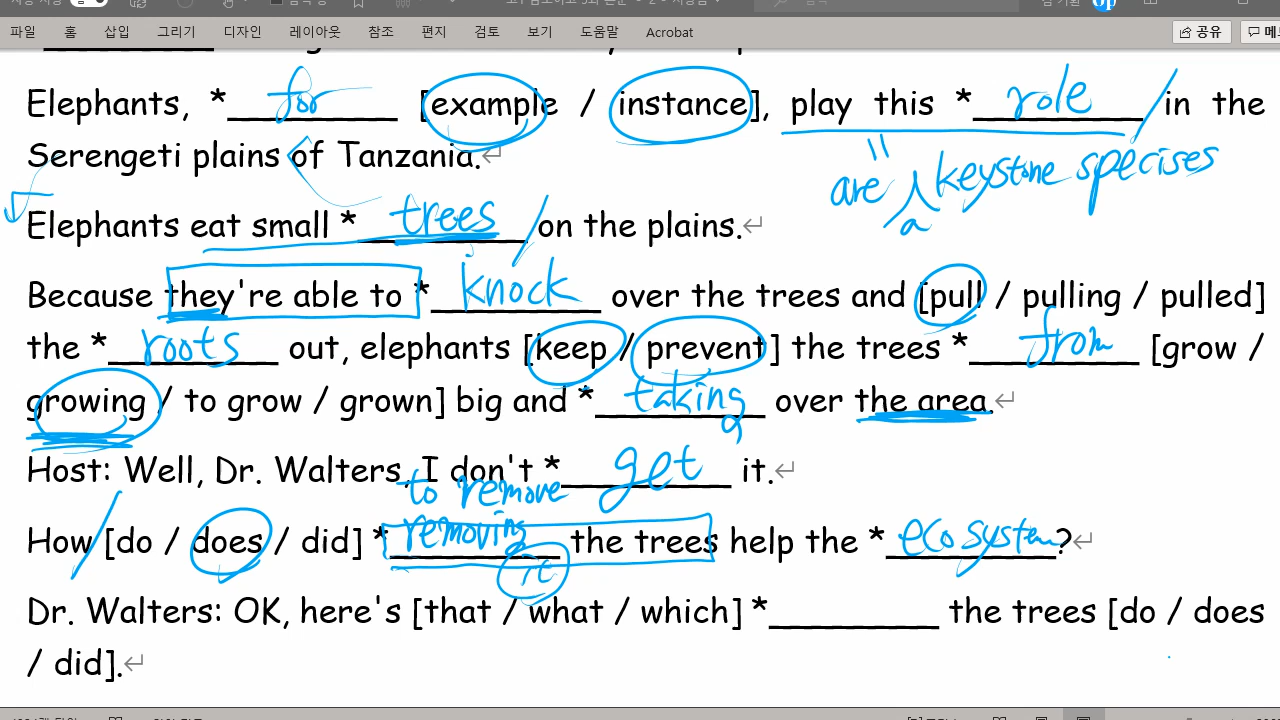 파일 홈 삽입 그리기 디자인 레이아웃 참조 편지 검토 보기 도움말 Acrobat 공유
Elephants, * for [example / instance], play this * role / in the
Serengeti plains of Tanzania.
are a keystone specises
Elephants eat small * trees / on the plains.
Because they're able to * knock over the trees and [pull / pulling / pulled]
the * roots out, elephants [keep / prevent] the trees * from [grow /
growing / to grow / grown] big and * taking over the area.
Host: Well, Dr. Walters, I don't * get it.
to remove
How / [do / does / did] * removing the trees help the * ecosystem?
it
Dr. Walters: OK, here's [that / what / which] *__________ the trees [do / does
/ did].